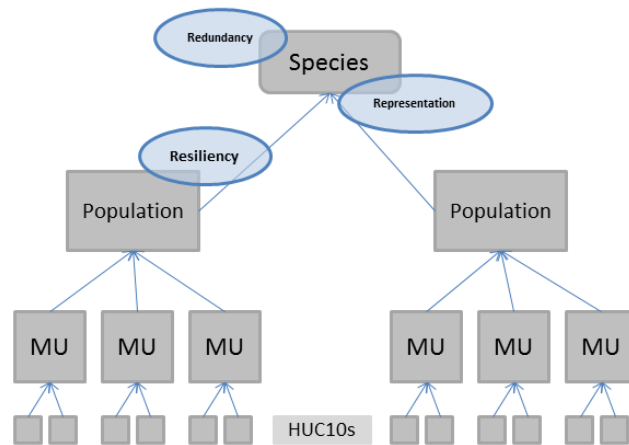 Redundancy
Species
Representation
Resiliency
Population
Population
MU
MU
MU
MU
MU
MU
HUC10s